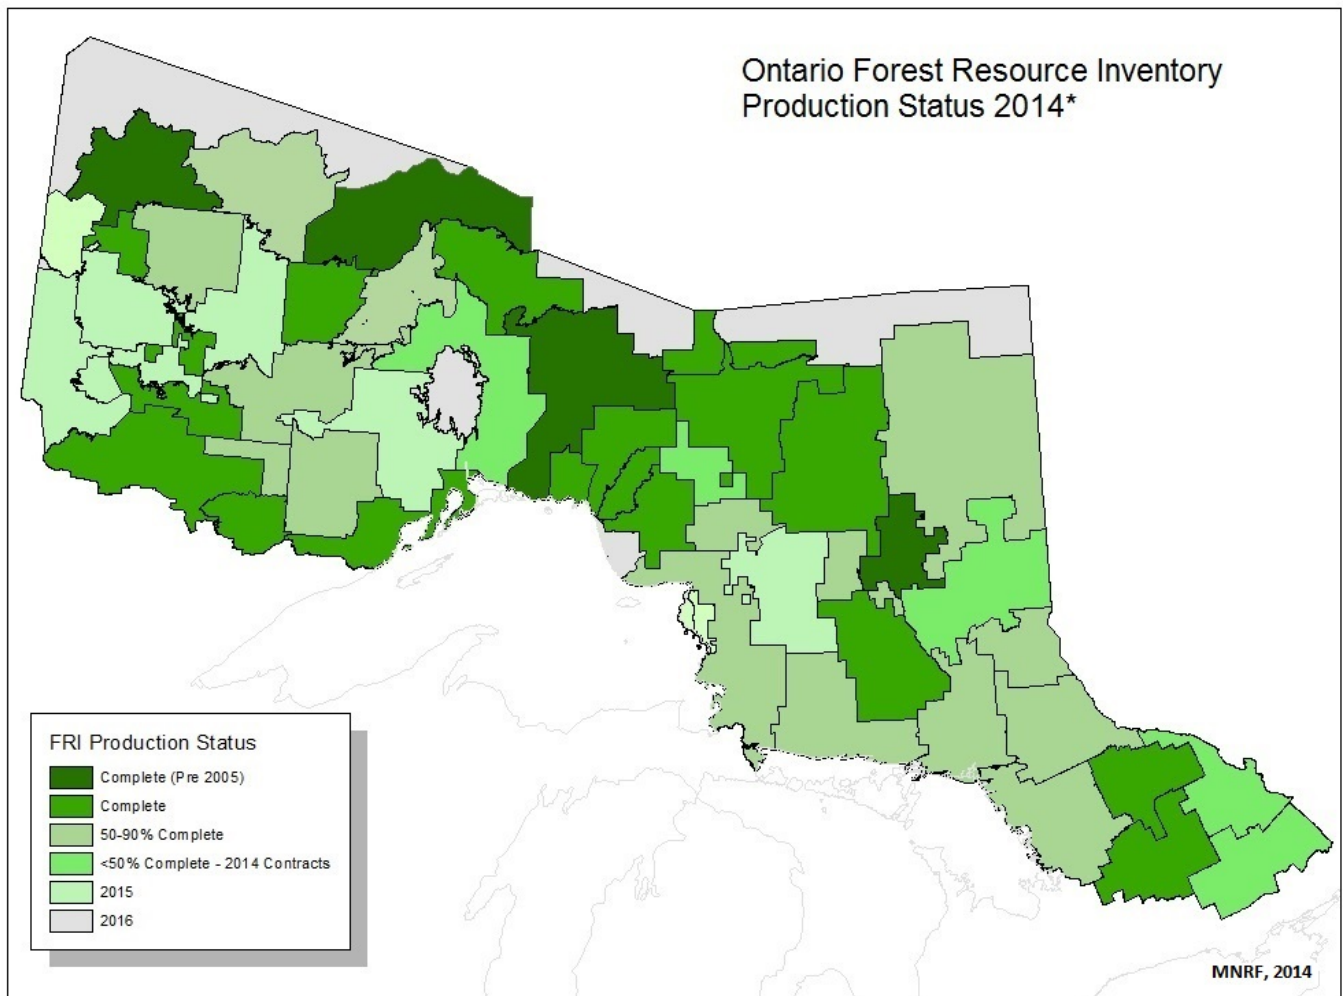 Ontario Forest Resource Inventory
Production Status 2014*
FRI Production Status
Complete (Pre 2005)
Complete
50-90% Complete
<50% Complete - 2014 Contracts
2015
2016
MNRF, 2014